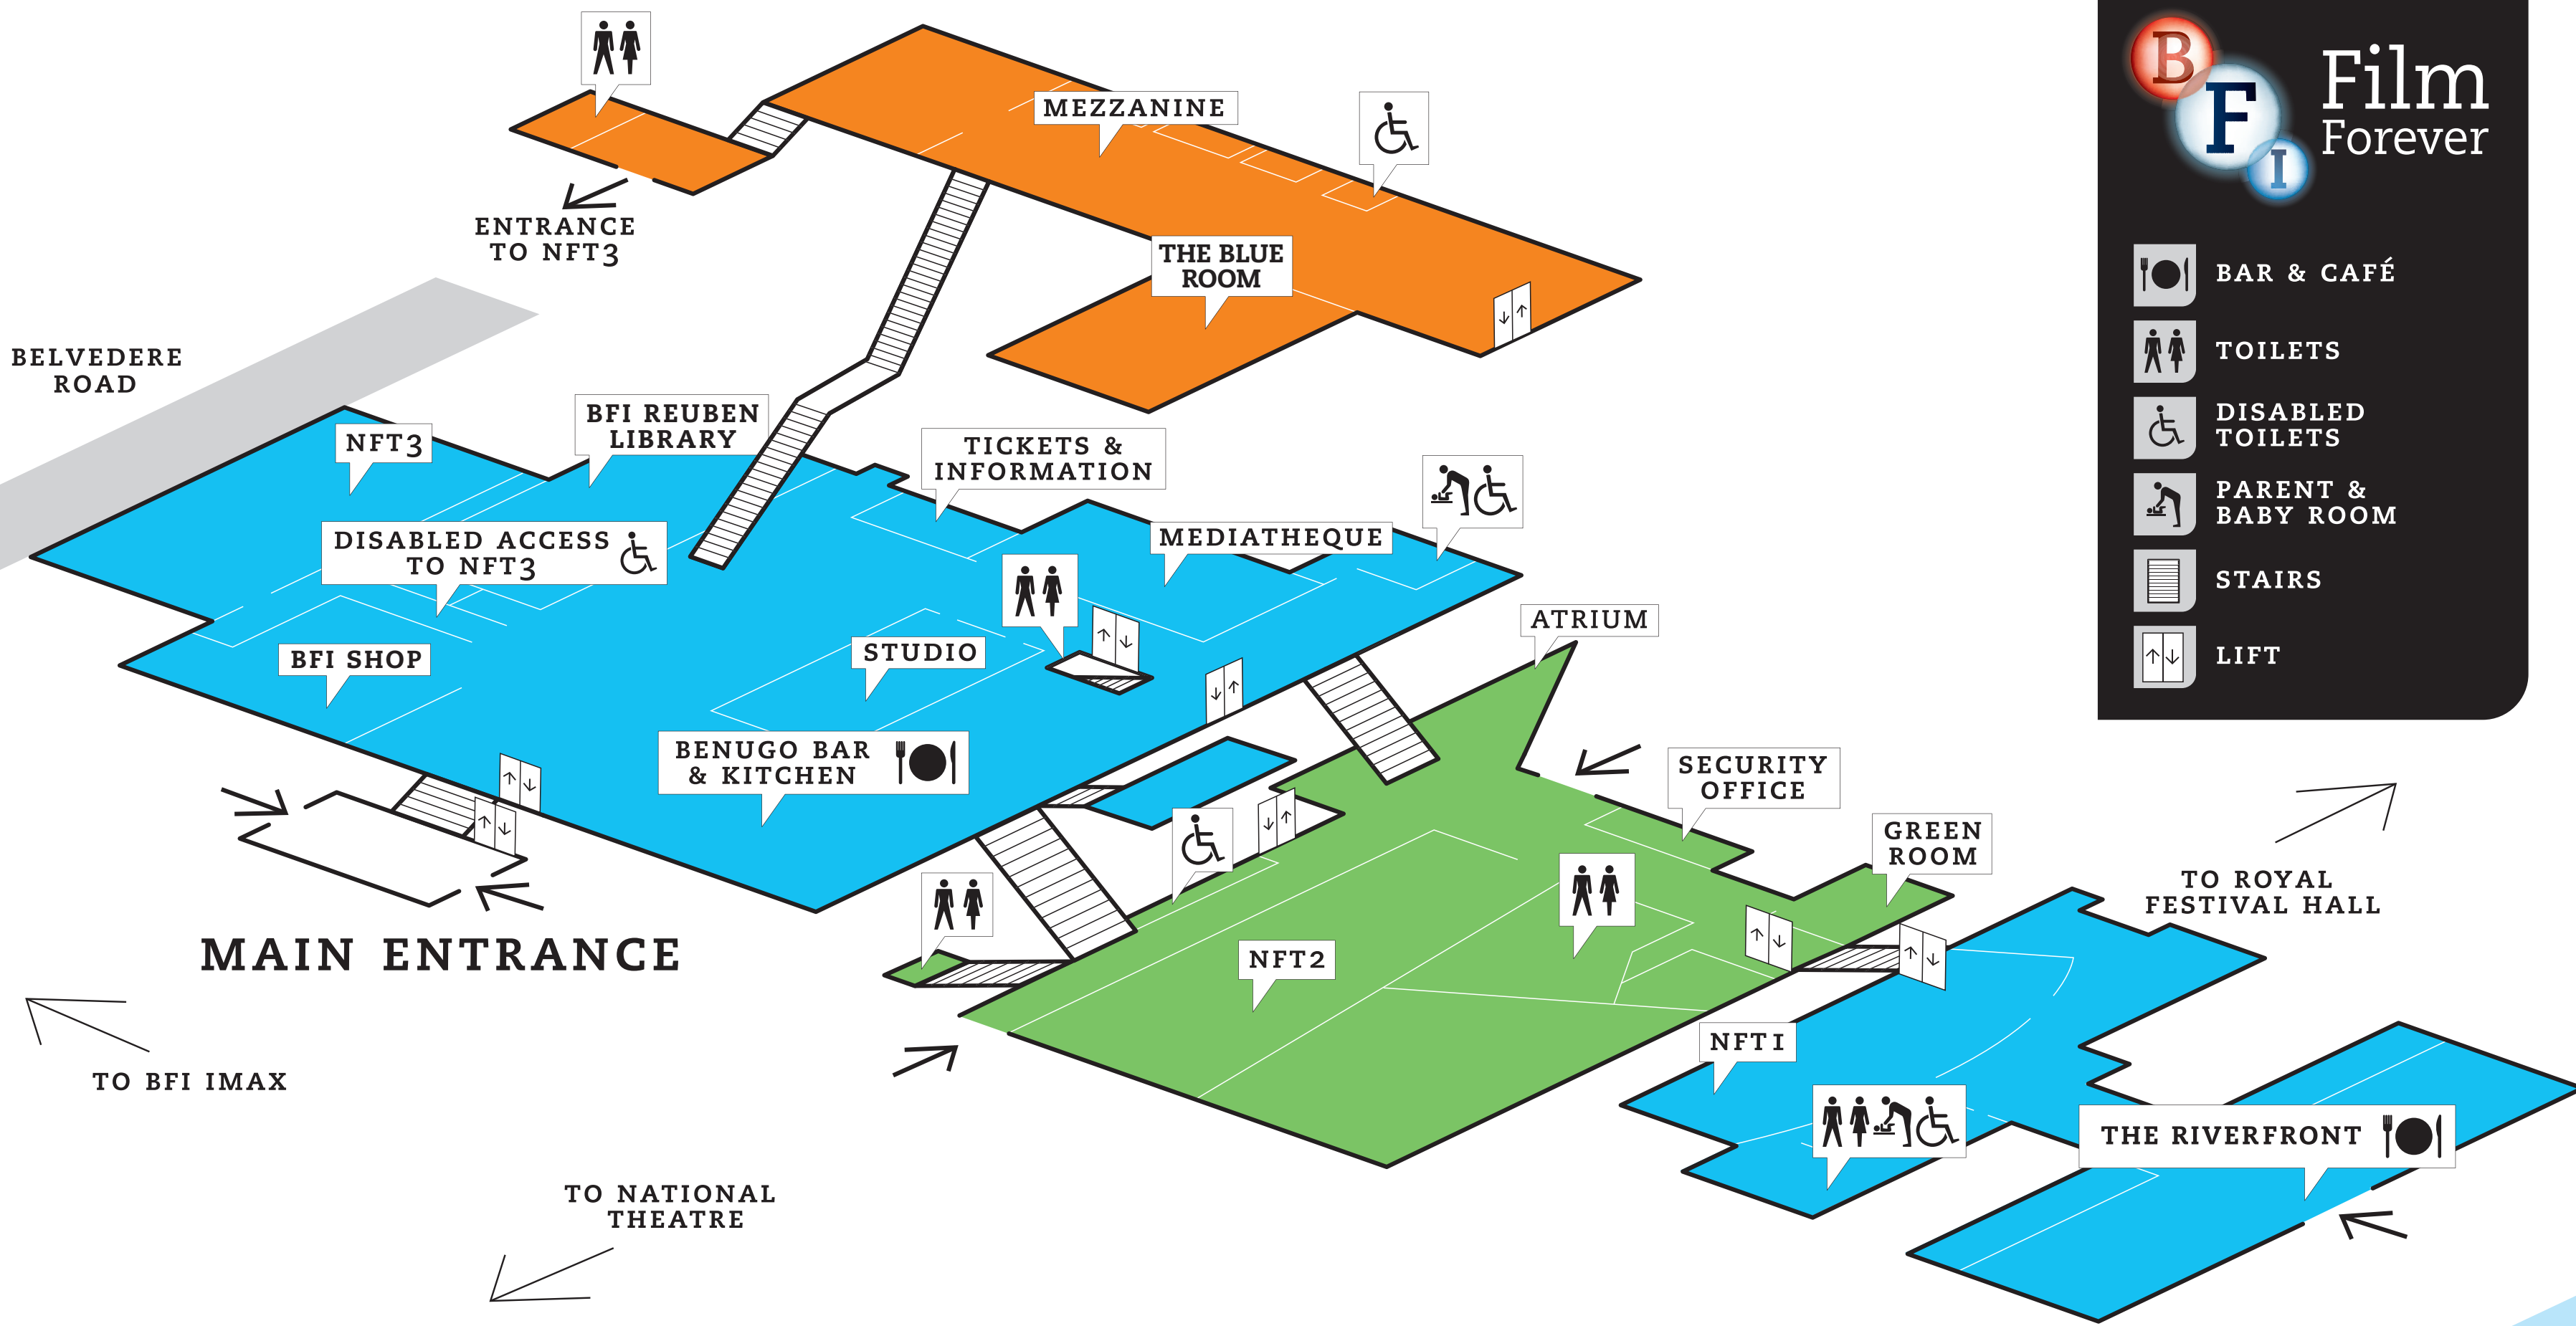 B
F
I
Film
Forever
BAR & CAFÉ
TOILETS
DISABLED
TOILETS
PARENT &
BABY ROOM
STAIRS
LIFT
MEZZANINE
ENTRANCE
TO NFT3
THE BLUE
ROOM
BELVEDERE
ROAD
NFT3
BFI REUBEN
LIBRARY
TICKETS &
INFORMATION
DISABLED ACCESS
TO NFT3
MEDIATHEQUE
ATRIUM
BFI SHOP
STUDIO
BENUGO BAR
& KITCHEN
SECURITY
OFFICE
GREEN
ROOM
TO ROYAL
FESTIVAL HALL
MAIN ENTRANCE
NFT2
NFT1
TO BFI IMAX
THE RIVERFRONT
TO NATIONAL
THEATRE